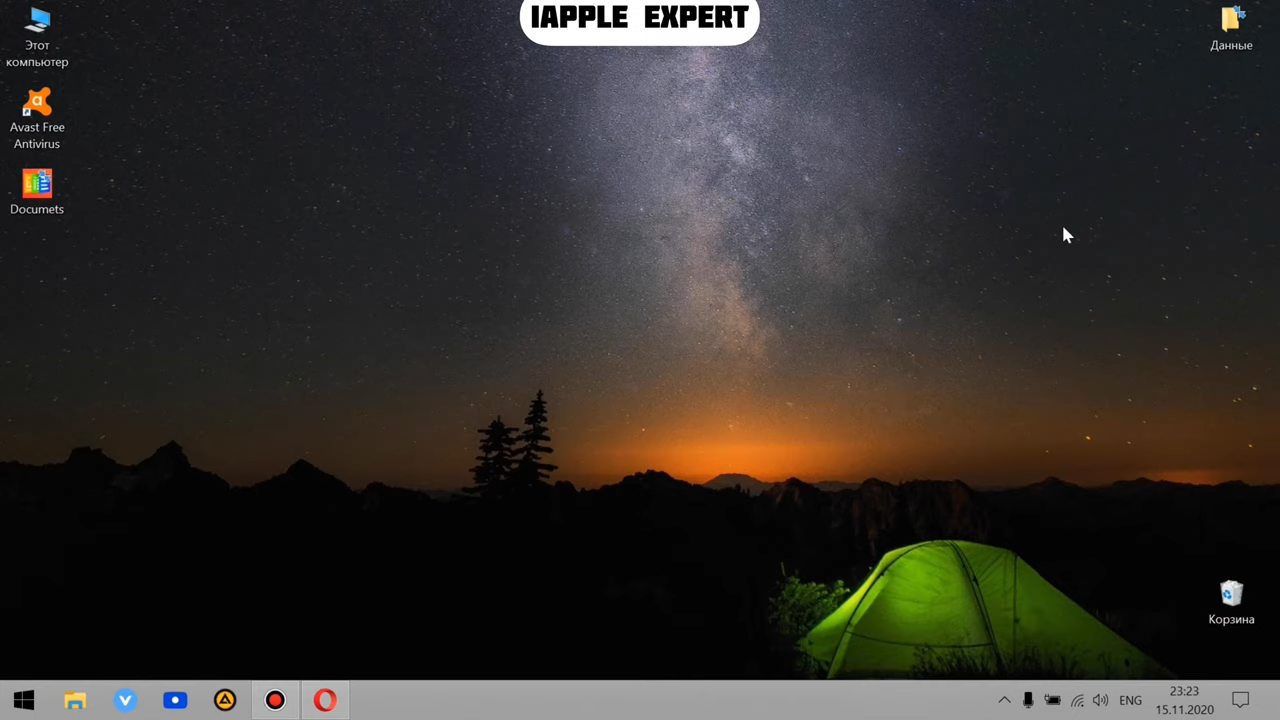 IAPPLE EXPERT
Этот
компьютер
Данные
Avast Free
Antivirus
Documets
Корзина
ENG
23:23
15.11.2020